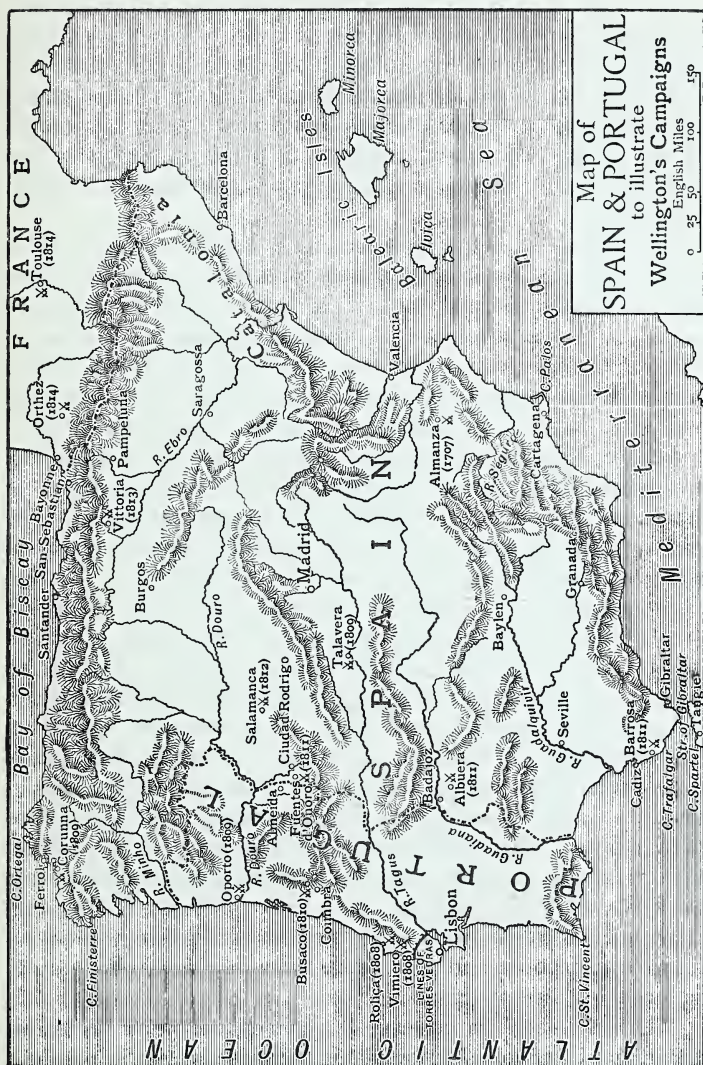 Map of
SPAIN & PORTUGAL
to illustrate
Wellington's Campaigns
English Miles
0 25 50 100 150
FRANCE
Toulouse
(1814)
Orthez
(1814)
Bay of Biscay
Bayonne
San-Sebastian
Santander
Pampeluna
Vittoria
(1813)
C. Ortegal
Ferrol
Corunna
(1809)
C. Finisterre
R. Minho
Burgos
R. Ebro
Saragossa
Catalonia
Barcelona
Minorca
Majorca
Ivica
Balearic Isles
R. Douro
Oporto (1809)
R. Douro
Salamanca
(1812)
Ciudad Rodrigo
Almeida
Fuentes
d'Onoro (1811)
Busaco (1810)
Coimbra
Madrid
Talavera
(1809)
SPAIN
PORTUGAL
Valencia
Almanza
(1707)
R. Tagus
Roliça (1808)
Vimiero
(1808)
LINES OF
TORRES VEDRAS
Lisbon
Badajoz
Albuera
(1811)
R. Guadiana
Baylen
R. Guadalquivir
Seville
Granada
Cartagena
C. Palos
C. St. Vincent
Cadiz
Barrosa
(1811)
C. Trafalgar
Gibraltar
Str. of Gibraltar
C. Spartel
Tangier
Mediterranean Sea
ATLANTIC OCEAN